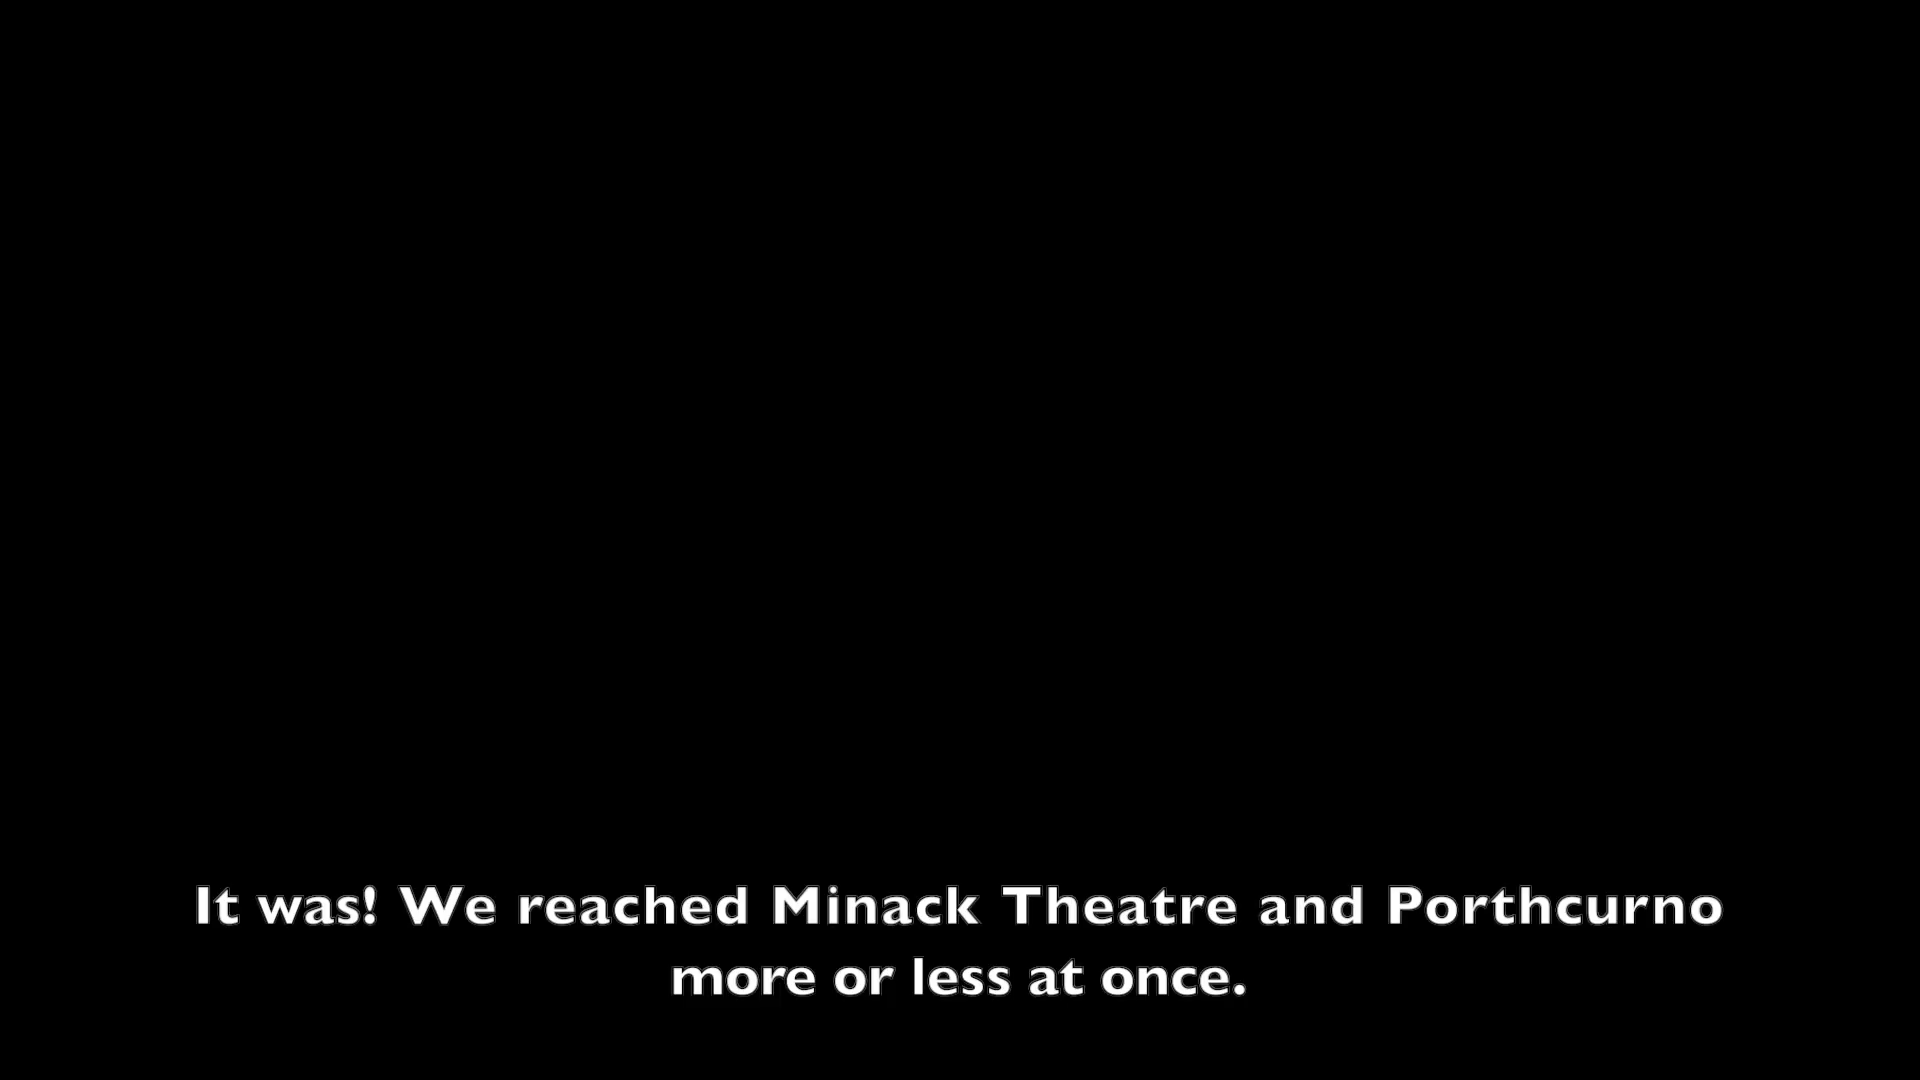 It was! We reached Minack Theatre and Porthcurno
more or less at once.